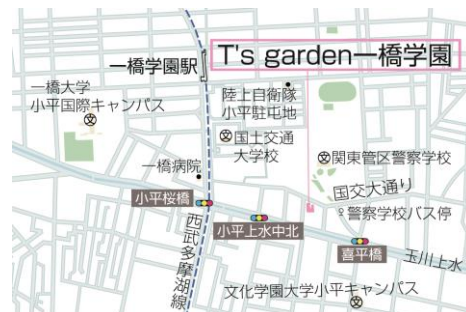 T's garden一橋学園
一橋学園駅
一橋大学
小平国際キャンパス
陸上自衛隊
小平駐屯地
国土交通
大学校
関東管区警察学校
一橋病院
国交大通り
小平桜橋
警察学校バス停
小平上水中北
西武多摩湖線
喜平橋
玉川上水
文化学園大学小平キャンパス